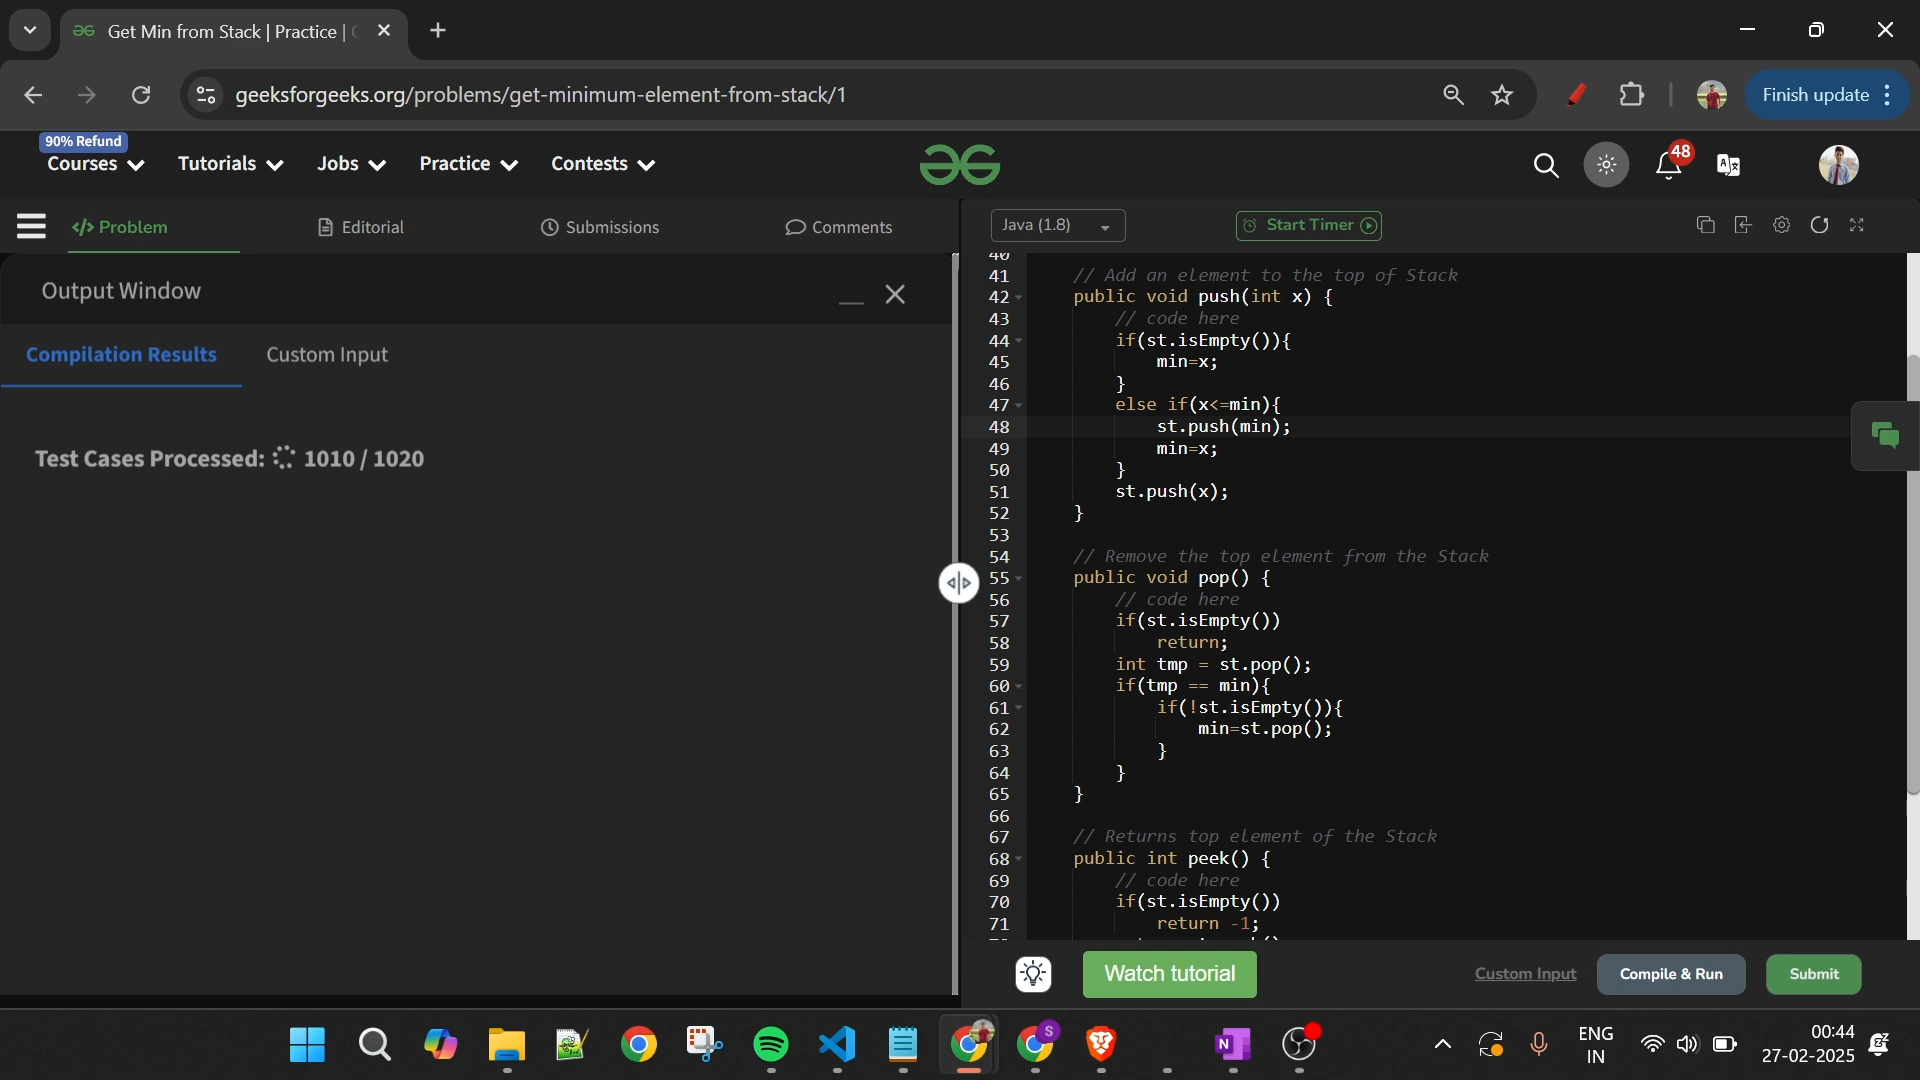 Get Min from Stack | Practice |
geeksforgeeks.org/problems/get-minimum-element-from-stack/1
Finish update
90% Refund
Courses
Tutorials
Jobs
Practice
Contests
48
Problem
Editorial
Submissions
Comments
Java (1.8)
Start Timer
Output Window
Compilation Results
Custom Input
Test Cases Processed: 1010 / 1020
40
41 // Add an element to the top of Stack
42 public void push(int x) {
43 // code here
44 if(st.isEmpty()){
45 min=x;
46 }
47 else if(x<=min){
48 st.push(min);
49 min=x;
50 }
51 st.push(x);
52 }
53
54 // Remove the top element from the Stack
55 public void pop() {
56 // code here
57 if(st.isEmpty())
58 return;
59 int tmp = st.pop();
60 if(tmp == min){
61 if(!st.isEmpty()){
62 min=st.pop();
63 }
64 }
65 }
66
67 // Returns top element of the Stack
68 public int peek() {
69 // code here
70 if(st.isEmpty())
71 return -1;
Watch tutorial
Custom Input
Compile & Run
Submit
S
N
ENG
IN
00:44
27-02-2025